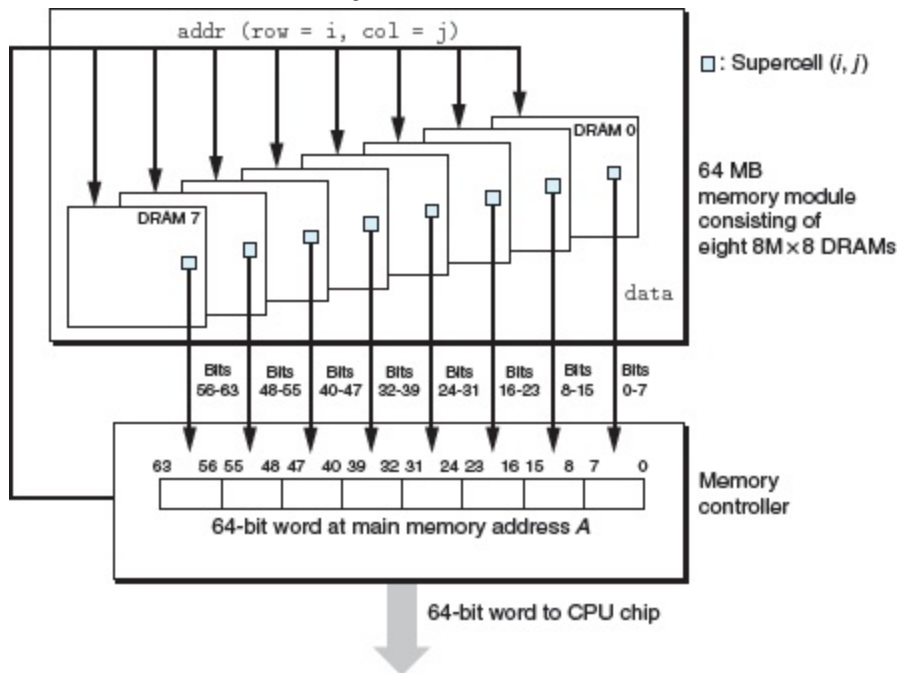 addr (row = i, col = j)
: Supercell (i, j)
DRAM 0
64 MB
memory module
consisting of
eight 8M×8 DRAMs
DRAM 7
data
Bits
56-63
Bits
48-55
Bits
40-47
Bits
32-39
Bits
24-31
Bits
16-23
Bits
8-15
Bits
0-7
63 56 55 48 47 40 39 32 31 24 23 16 15 8 7 0
64-bit word at main memory address A
Memory
controller
64-bit word to CPU chip